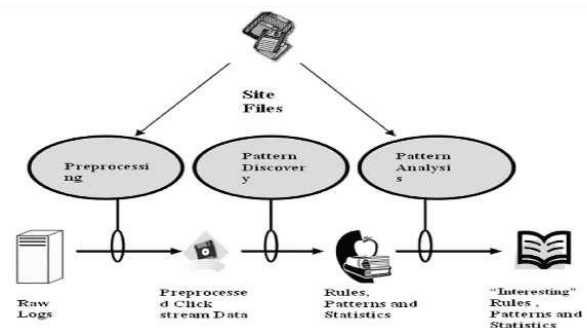 Site
Files
Preprocessi
ng
Pattern
Discover
y
Pattern
Analysi
s
Raw
Logs
Preprocesse
d Click
stream Data
Rules,
Patterns and
Statistics
"Interesting"
Rules ,
Patterns and
Statistics